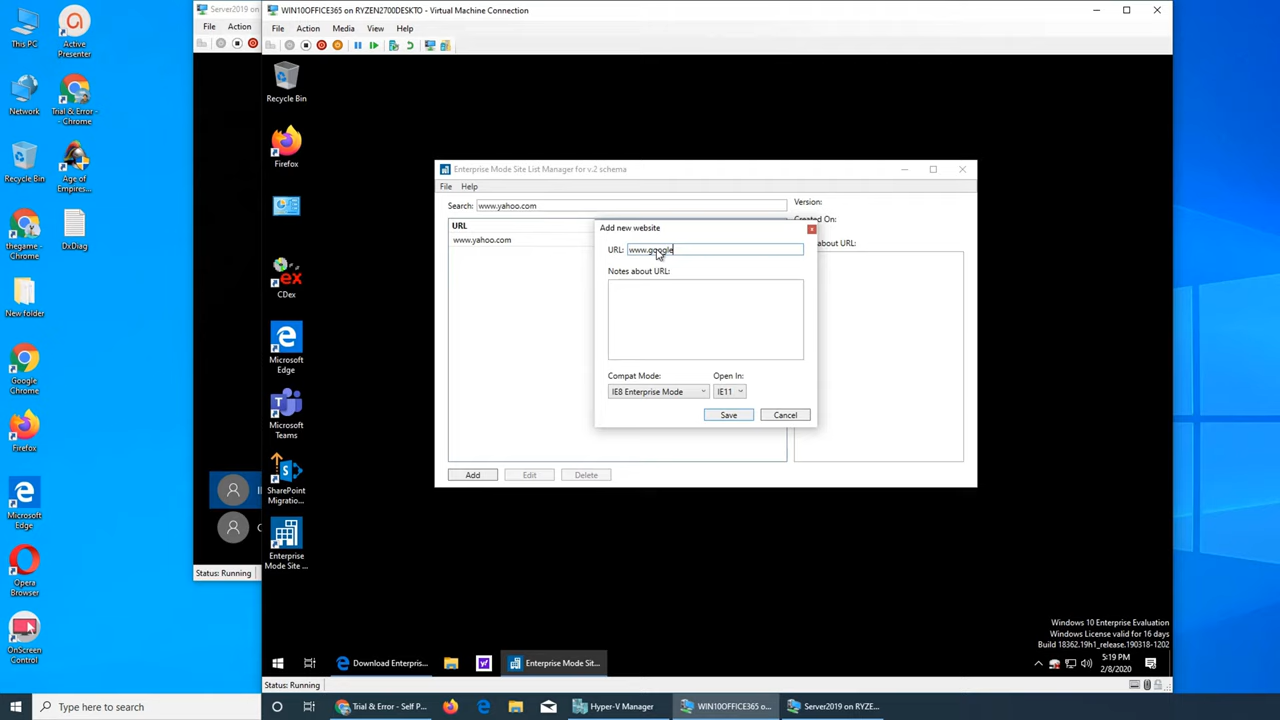 This PC
Active
Presenter
Network
Trial & Error -
- Chrome
Recycle Bin
Age of
Empires...
thegame -
Chrome
DxDiag
New folder
Google
Chrome
Firefox
Microsoft
Edge
Opera
Browser
OnScreen
Control
Server2019 on RYZEN
File Action
Status: Running
WIN10OFFICE365 on RYZEN2700DESKTO - Virtual Machine Connection
File Action Media View Help
Recycle Bin
Firefox
CDex
Microsoft
Edge
Microsoft
Teams
SharePoint
Migratio...
Enterprise
Mode Site ...
Enterprise Mode Site List Manager for v.2 schema
File Help
Search: www.yahoo.com
Version:
Created On:
about URL:
URL
www.yahoo.com
Add new website
URL: www.google
Notes about URL:
Compat Mode: Open In:
IE8 Enterprise Mode IE11
Save Cancel
Add Edit Delete
Windows 10 Enterprise Evaluation
Windows License valid for 16 days
Build 18362.19h1_release.190318-1202
Download Enterpris...
Enterprise Mode Sit...
5:19 PM
2/8/2020
Status: Running
Type here to search
Trial & Error - Self P...
Hyper-V Manager
WIN10OFFICE365 o...
Server2019 on RYZE...